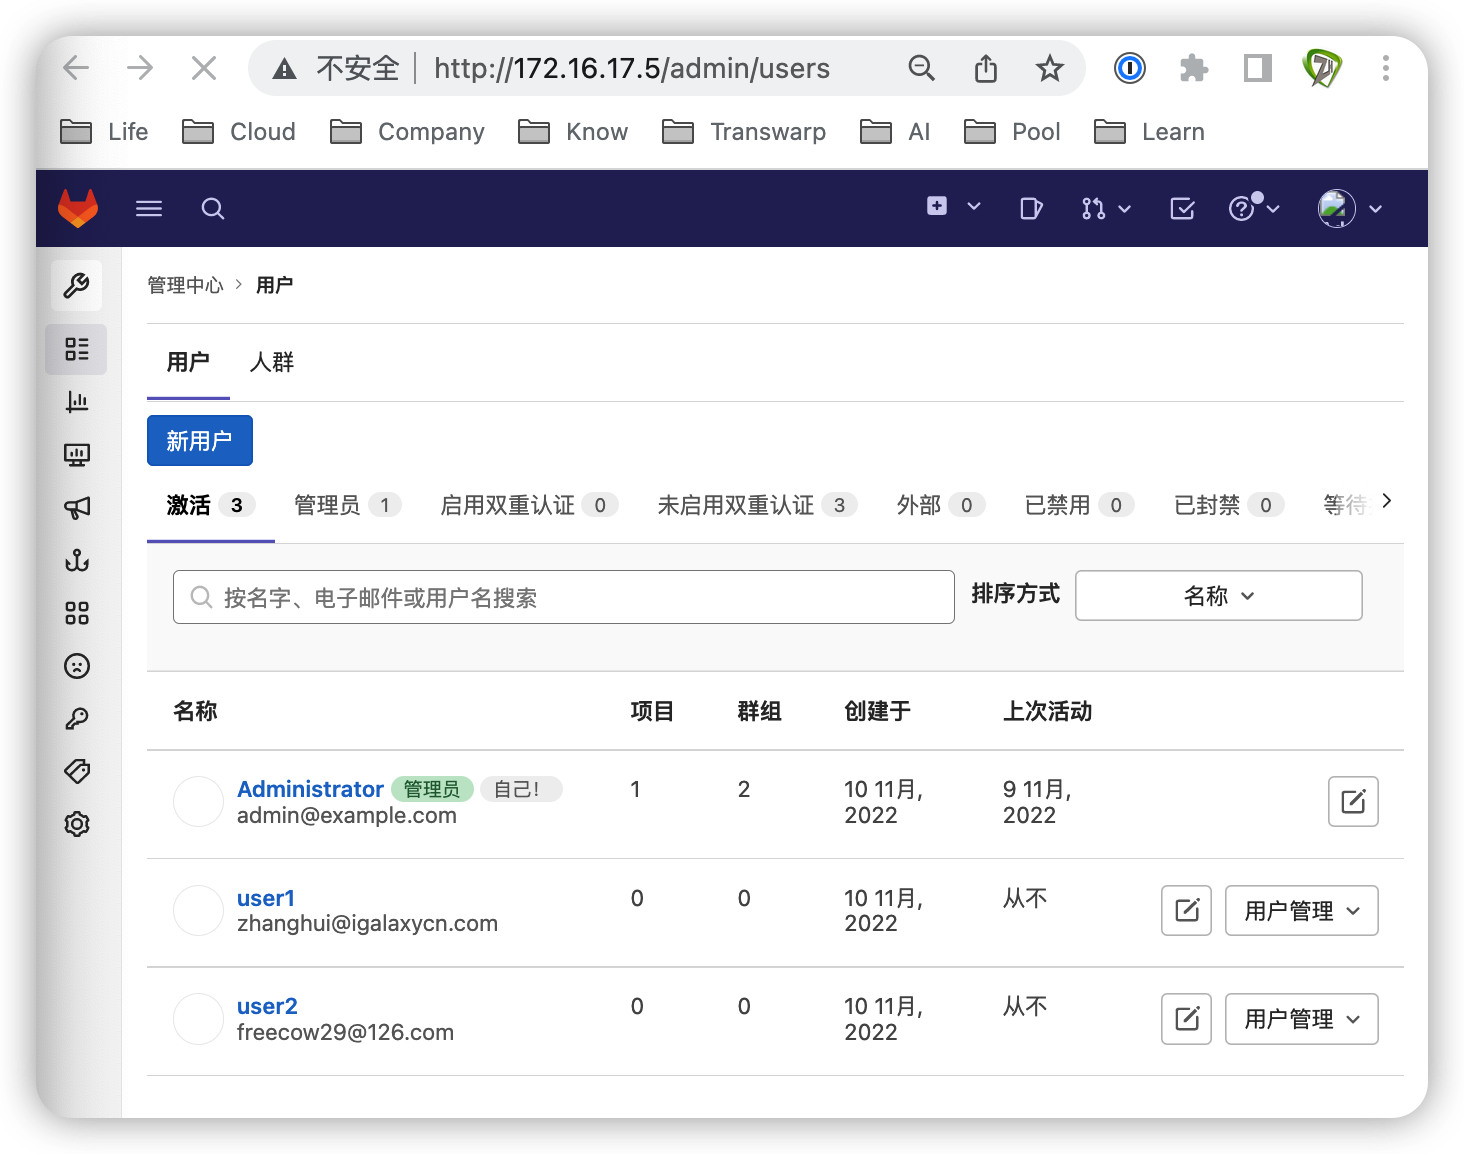 不安全 http://172.16.17.5/admin/users
Life Cloud Company Know Transwarp AI Pool Learn
管理中心 › 用户
用户 人群
新用户
激活 3 管理员 1 启用双重认证 0 未启用双重认证 3 外部 0 已禁用 0 已封禁 0 等待
按名字、电子邮件或用户名搜索 排序方式 名称
名称 项目 群组 创建于 上次活动
Administrator 管理员 自己! 1 2 10 11月, 9 11月,
admin@example.com 2022 2022
user1 0 0 10 11月, 从不
zhanghui@igalaxycn.com 2022 用户管理
user2 0 0 10 11月, 从不
freecow29@126.com 2022 用户管理